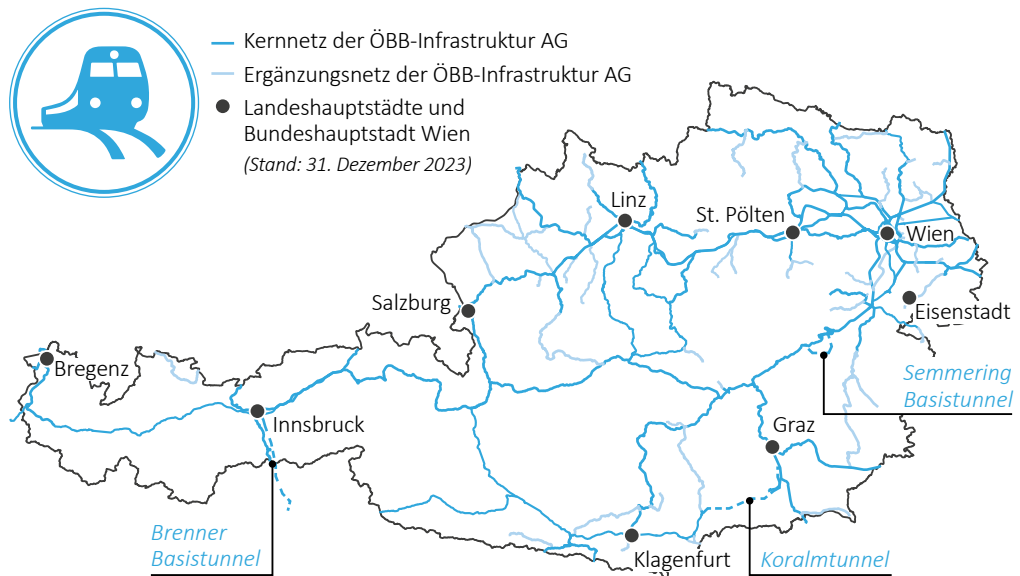 Kernnetz der ÖBB-Infrastruktur AG
Ergänzungsnetz der ÖBB-Infrastruktur AG
Landeshauptstädte und
Bundeshauptstadt Wien
(Stand: 31. Dezember 2023)
Linz
St. Pölten
Wien
Salzburg
Eisenstadt
Bregenz
Semmering
Basistunnel
Innsbruck
Graz
Brenner
Basistunnel
Klagenfurt
Koralmtunnel